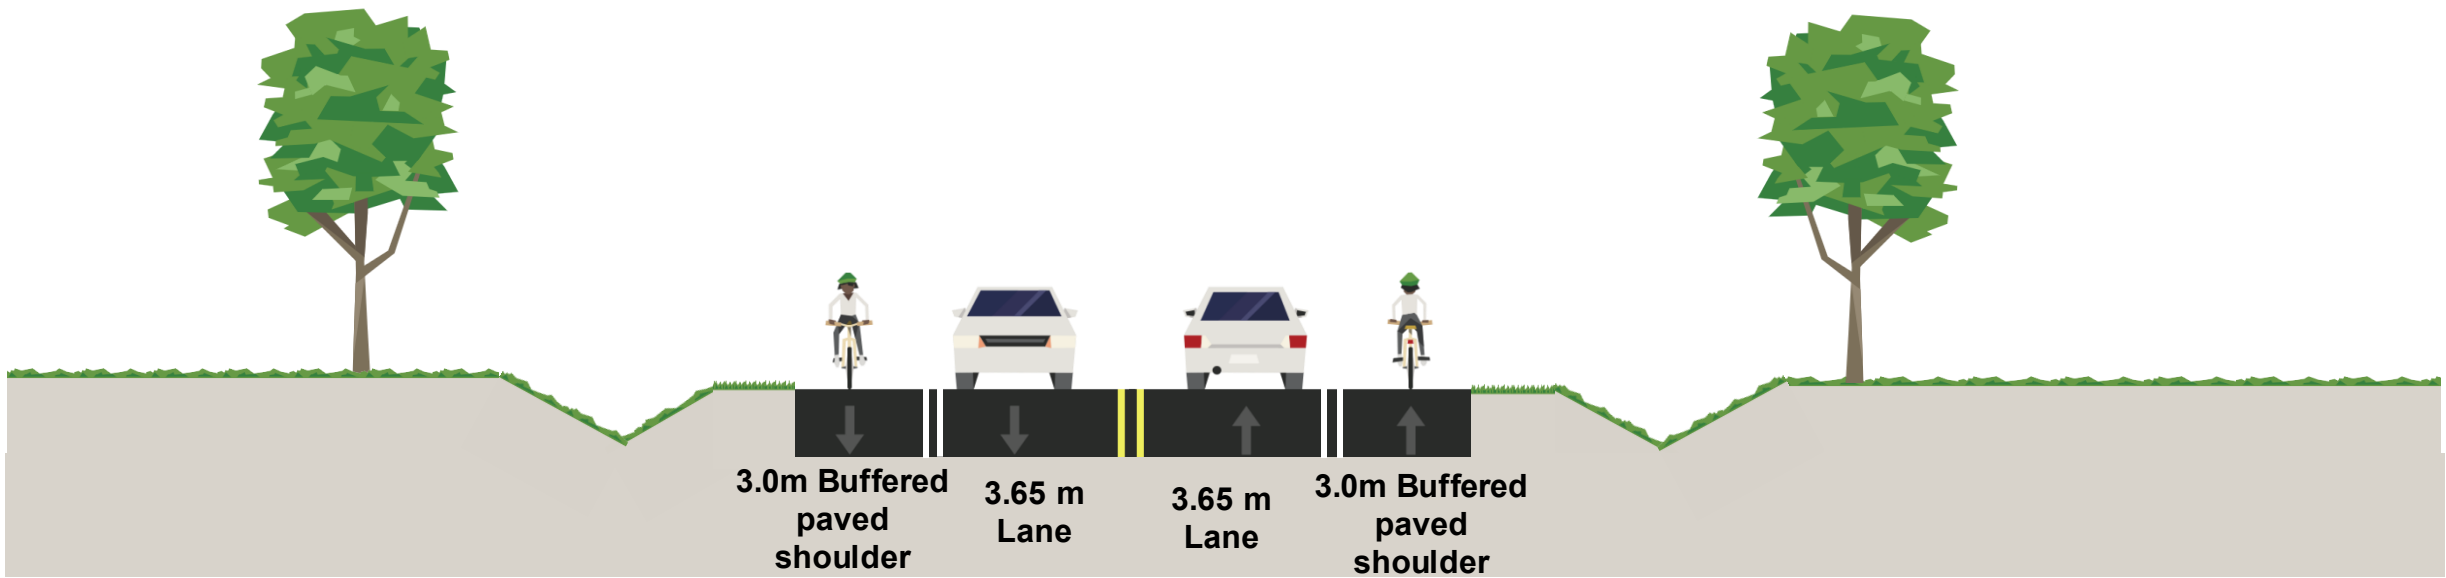 3.0m Buffered
paved
shoulder
3.65 m
Lane
3.65 m
Lane
3.0m Buffered
paved
shoulder